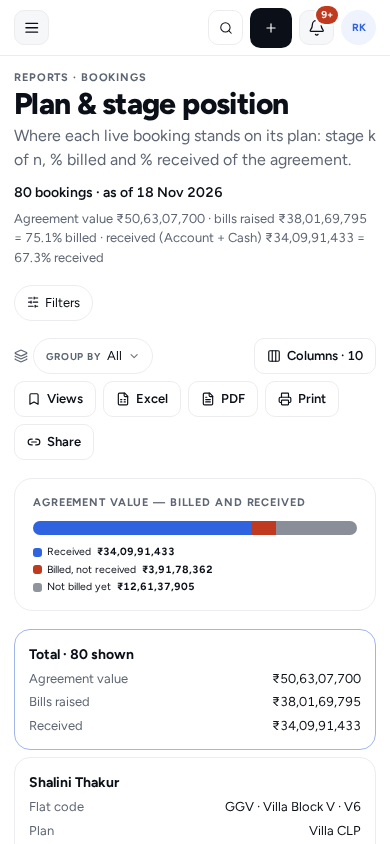 9+
RK
REPORTS · BOOKINGS
Plan & stage position
Where each live booking stands on its plan: stage k
of n, % billed and % received of the agreement.
80 bookings · as of 18 Nov 2026
Agreement value ₹50,63,07,700 · bills raised ₹38,01,69,795
= 75.1% billed · received (Account + Cash) ₹34,09,91,433 =
67.3% received
Filters
GROUP BY All
Columns · 10
Views
Excel
PDF
Print
Share
AGREEMENT VALUE — BILLED AND RECEIVED
Received ₹34,09,91,433
Billed, not received ₹3,91,78,362
Not billed yet ₹12,61,37,905
Total · 80 shown
Agreement value ₹50,63,07,700
Bills raised ₹38,01,69,795
Received ₹34,09,91,433
Shalini Thakur
Flat code GGV · Villa Block V · V6
Plan Villa CLP